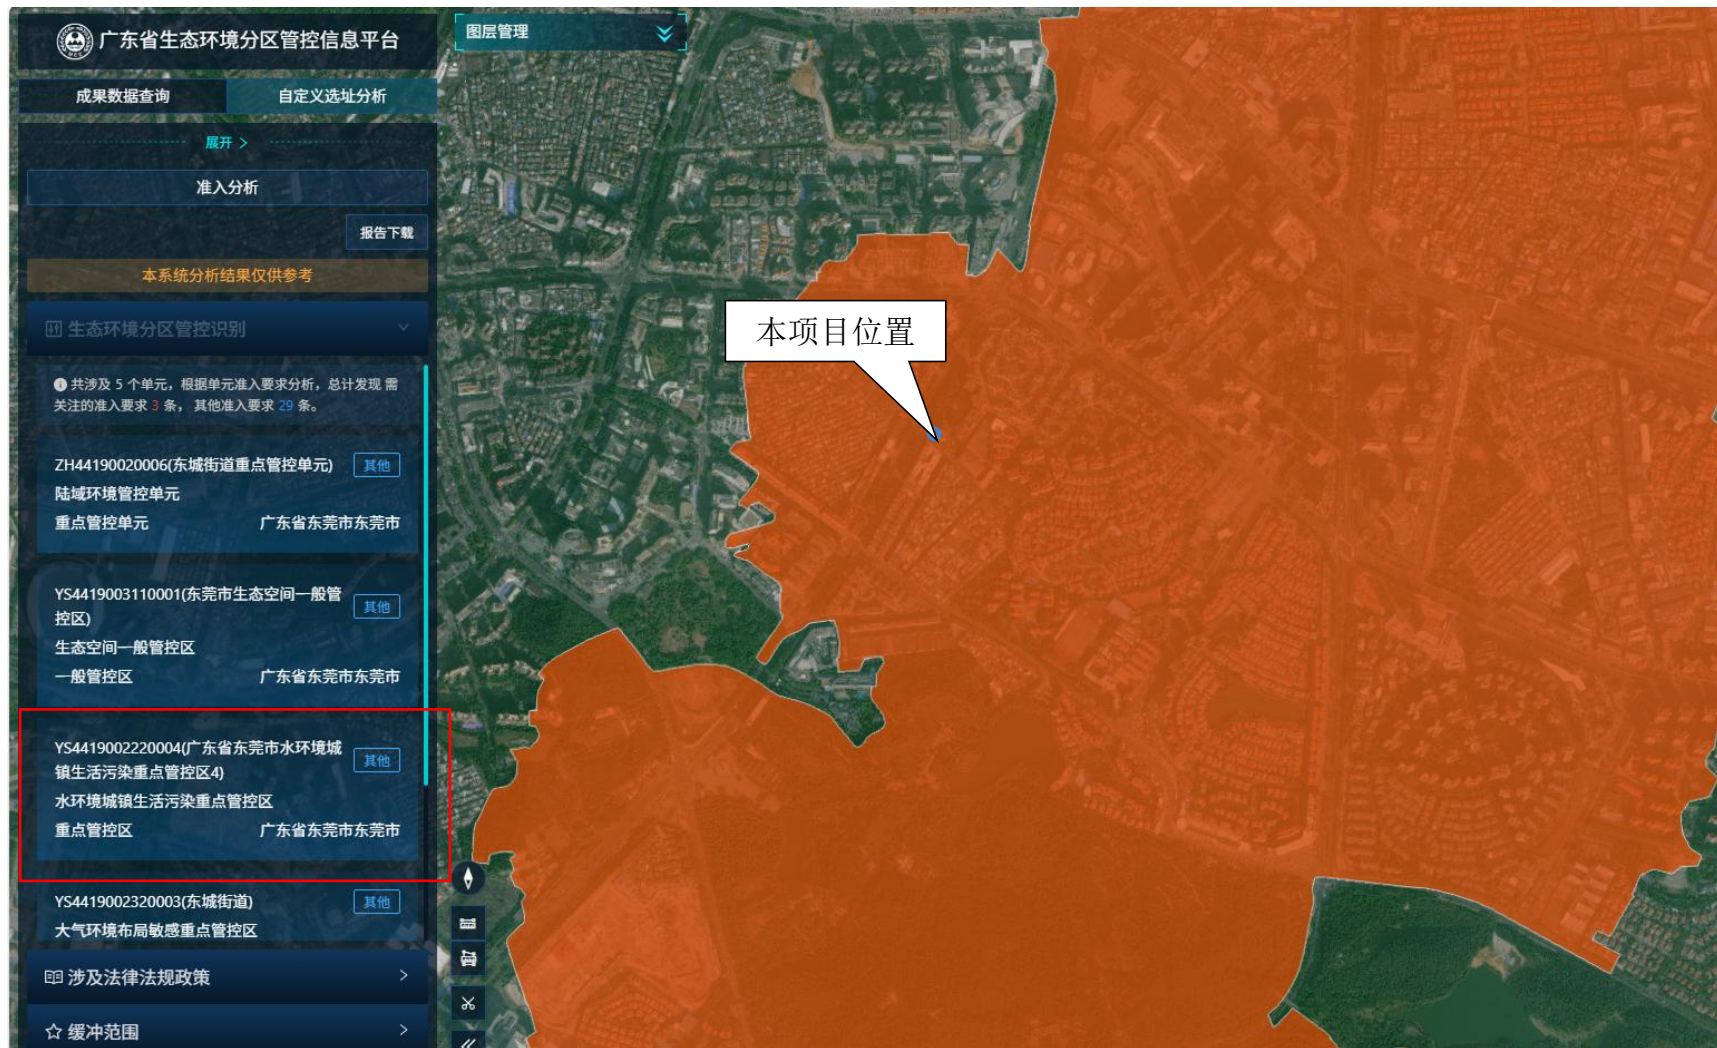 广东省生态环境分区管控信息平台
成果数据查询
自定义选址分析
展开 >
准入分析
报告下载
本系统分析结果仅供参考
生态环境分区管控识别
共涉及 5 个单元，根据单元准入要求分析，总计发现 需
关注的准入要求 3 条， 其他准入要求 29 条。
ZH44190020006(东城街道重点管控单元)
其他
陆域环境管控单元
重点管控单元
广东省东莞市东莞市
YS4419003110001(东莞市生态空间一般管
控区)
其他
生态空间一般管控区
一般管控区
广东省东莞市东莞市
YS4419002220004(广东省东莞市水环境城
镇生活污染重点管控区4)
其他
水环境城镇生活污染重点管控区
重点管控区
广东省东莞市东莞市
YS4419002320003(东城街道)
其他
大气环境布局敏感重点管控区
涉及法律法规政策
缓冲范围
图层管理
本项目位置